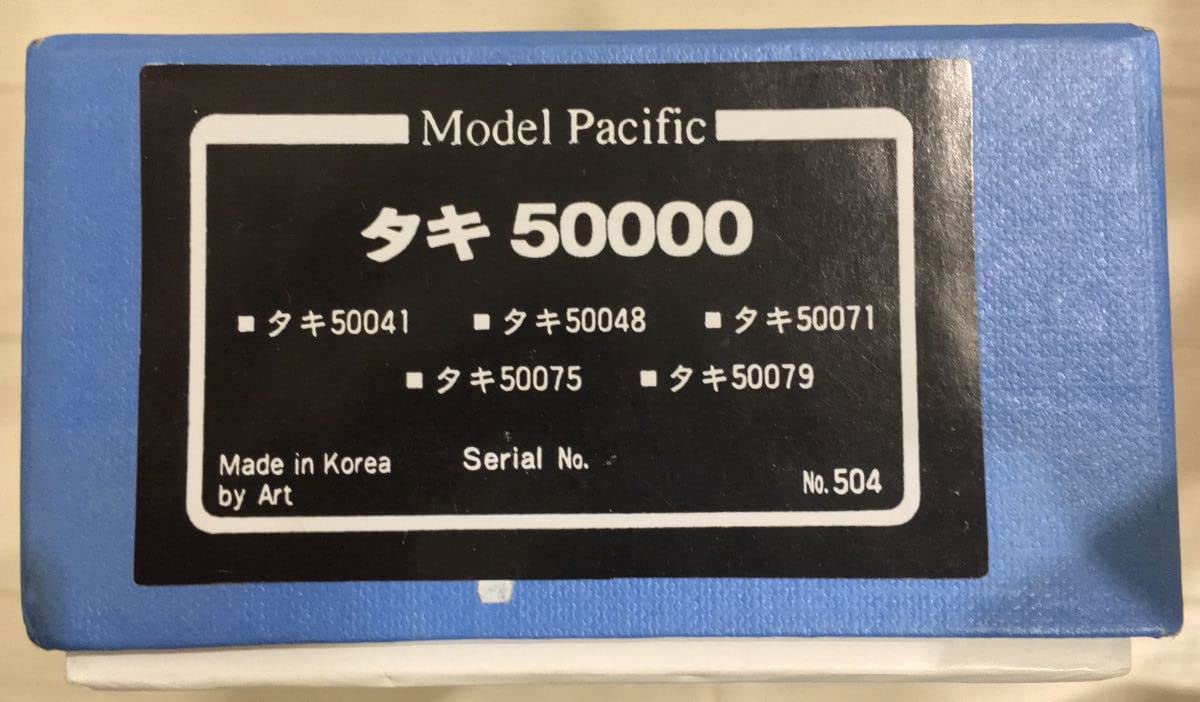 Model Pacific
タキ 50000
■ タキ50041 ■ タキ50048 ■ タキ50071
■ タキ50075 ■ タキ50079
Made in Korea
by Art
Serial No.
No. 504